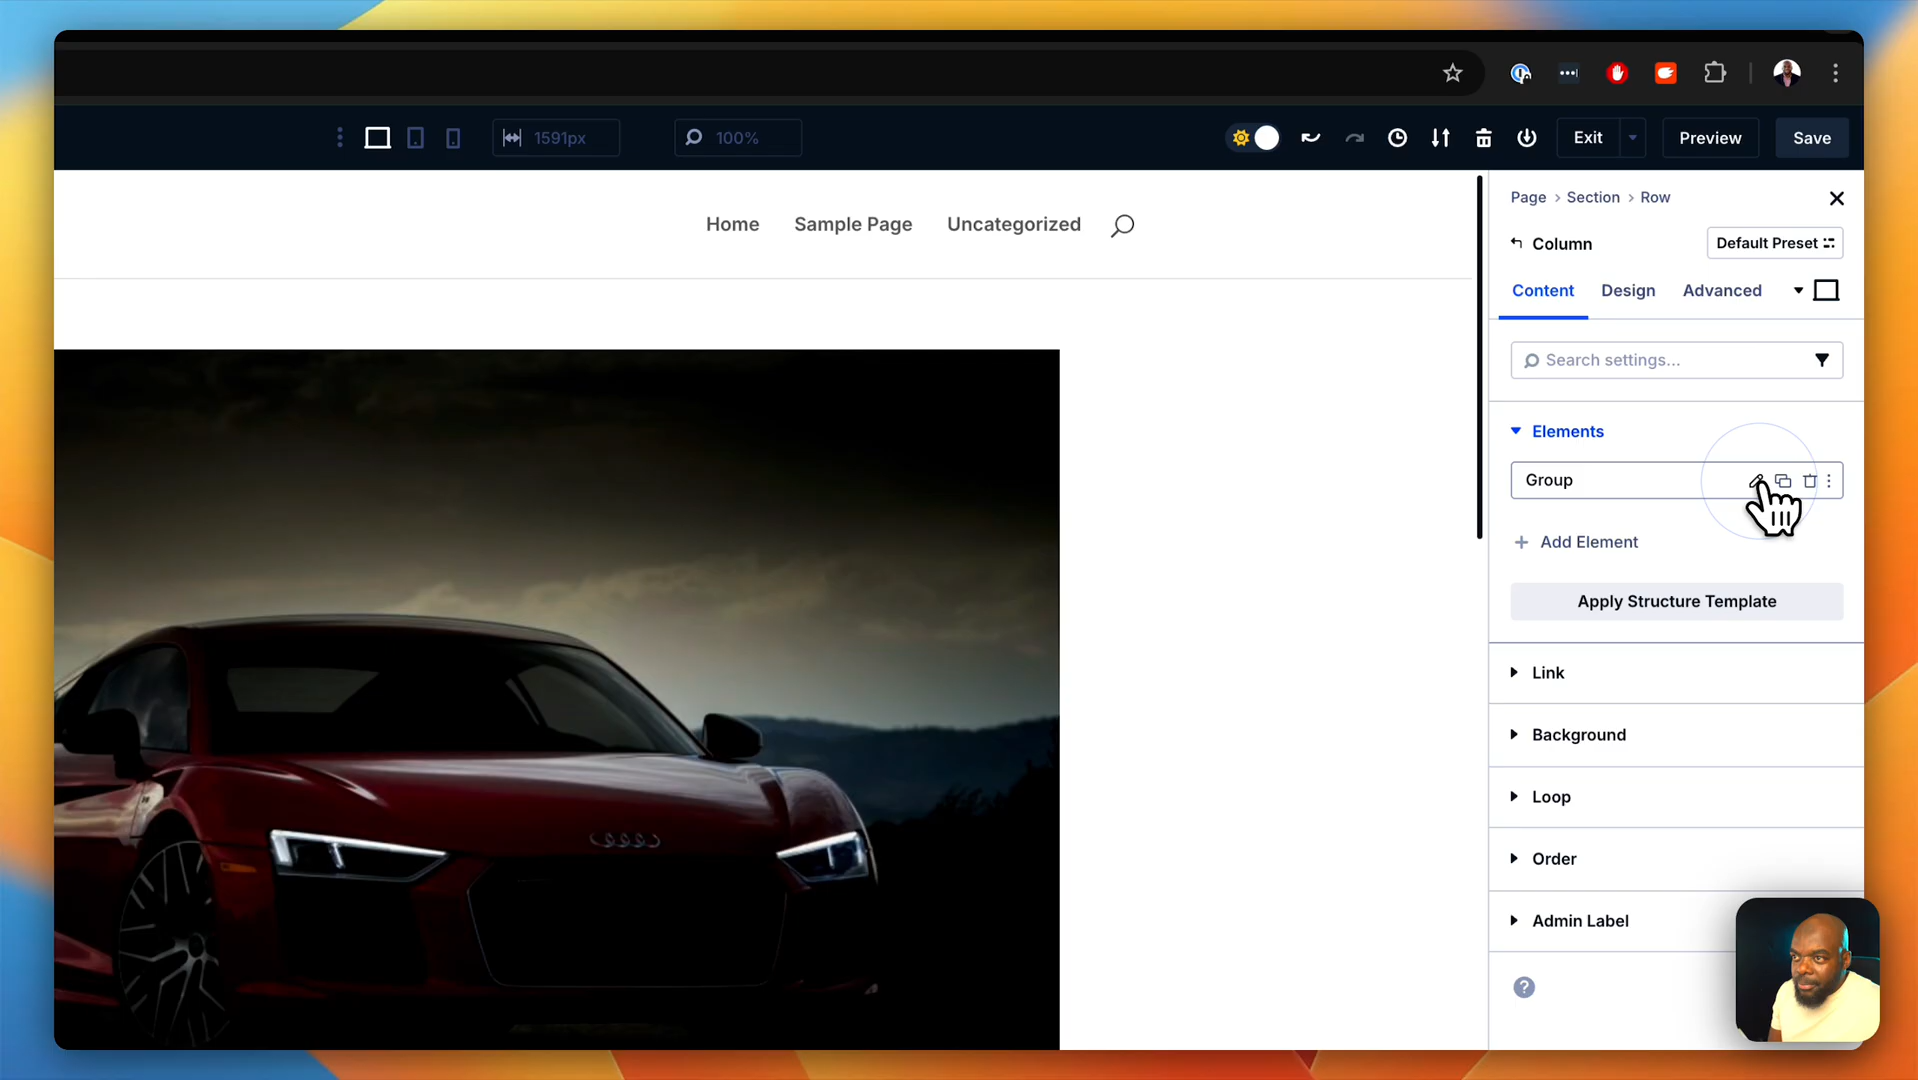 1591px
100%
Exit
Preview
Save
Home
Sample Page
Uncategorized
Page > Section > Row
Column
Default Preset
Content
Design
Advanced
Search settings...
Elements
Group
+ Add Element
Apply Structure Template
Link
Background
Loop
Order
Admin Label
?